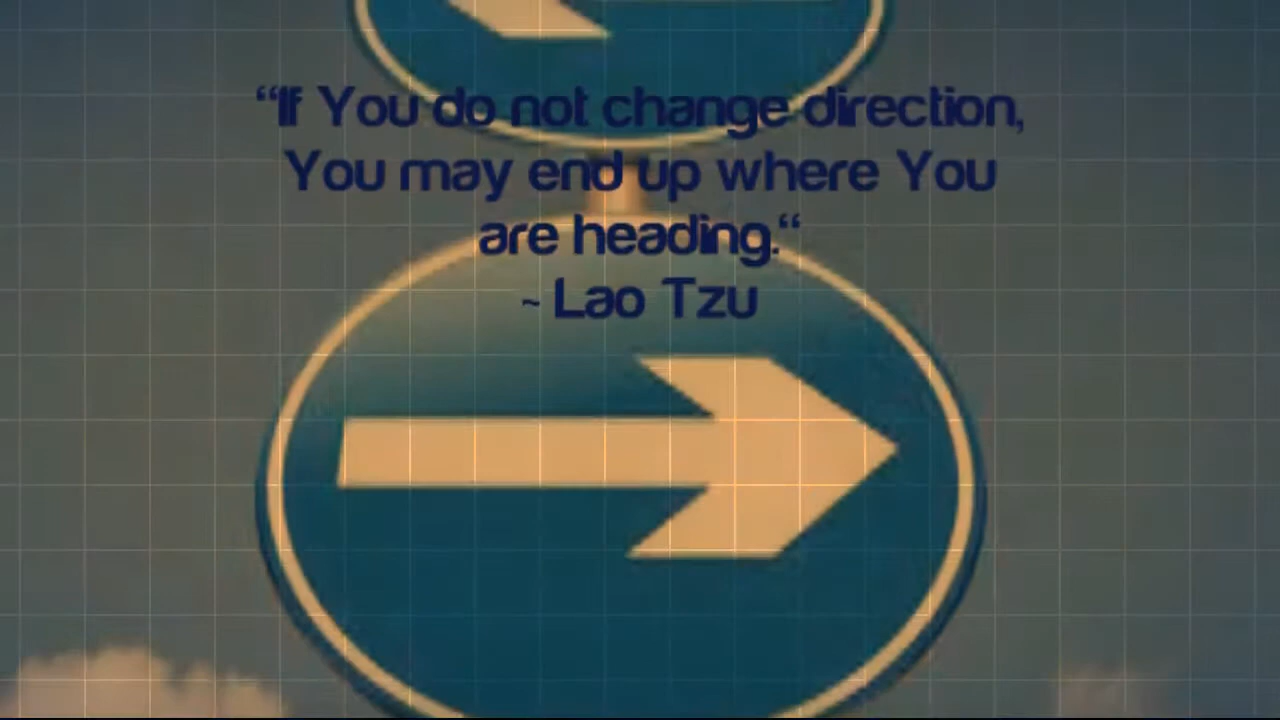 “If You do not change direction,
You may end up where You
are heading.“
~ Lao Tzu